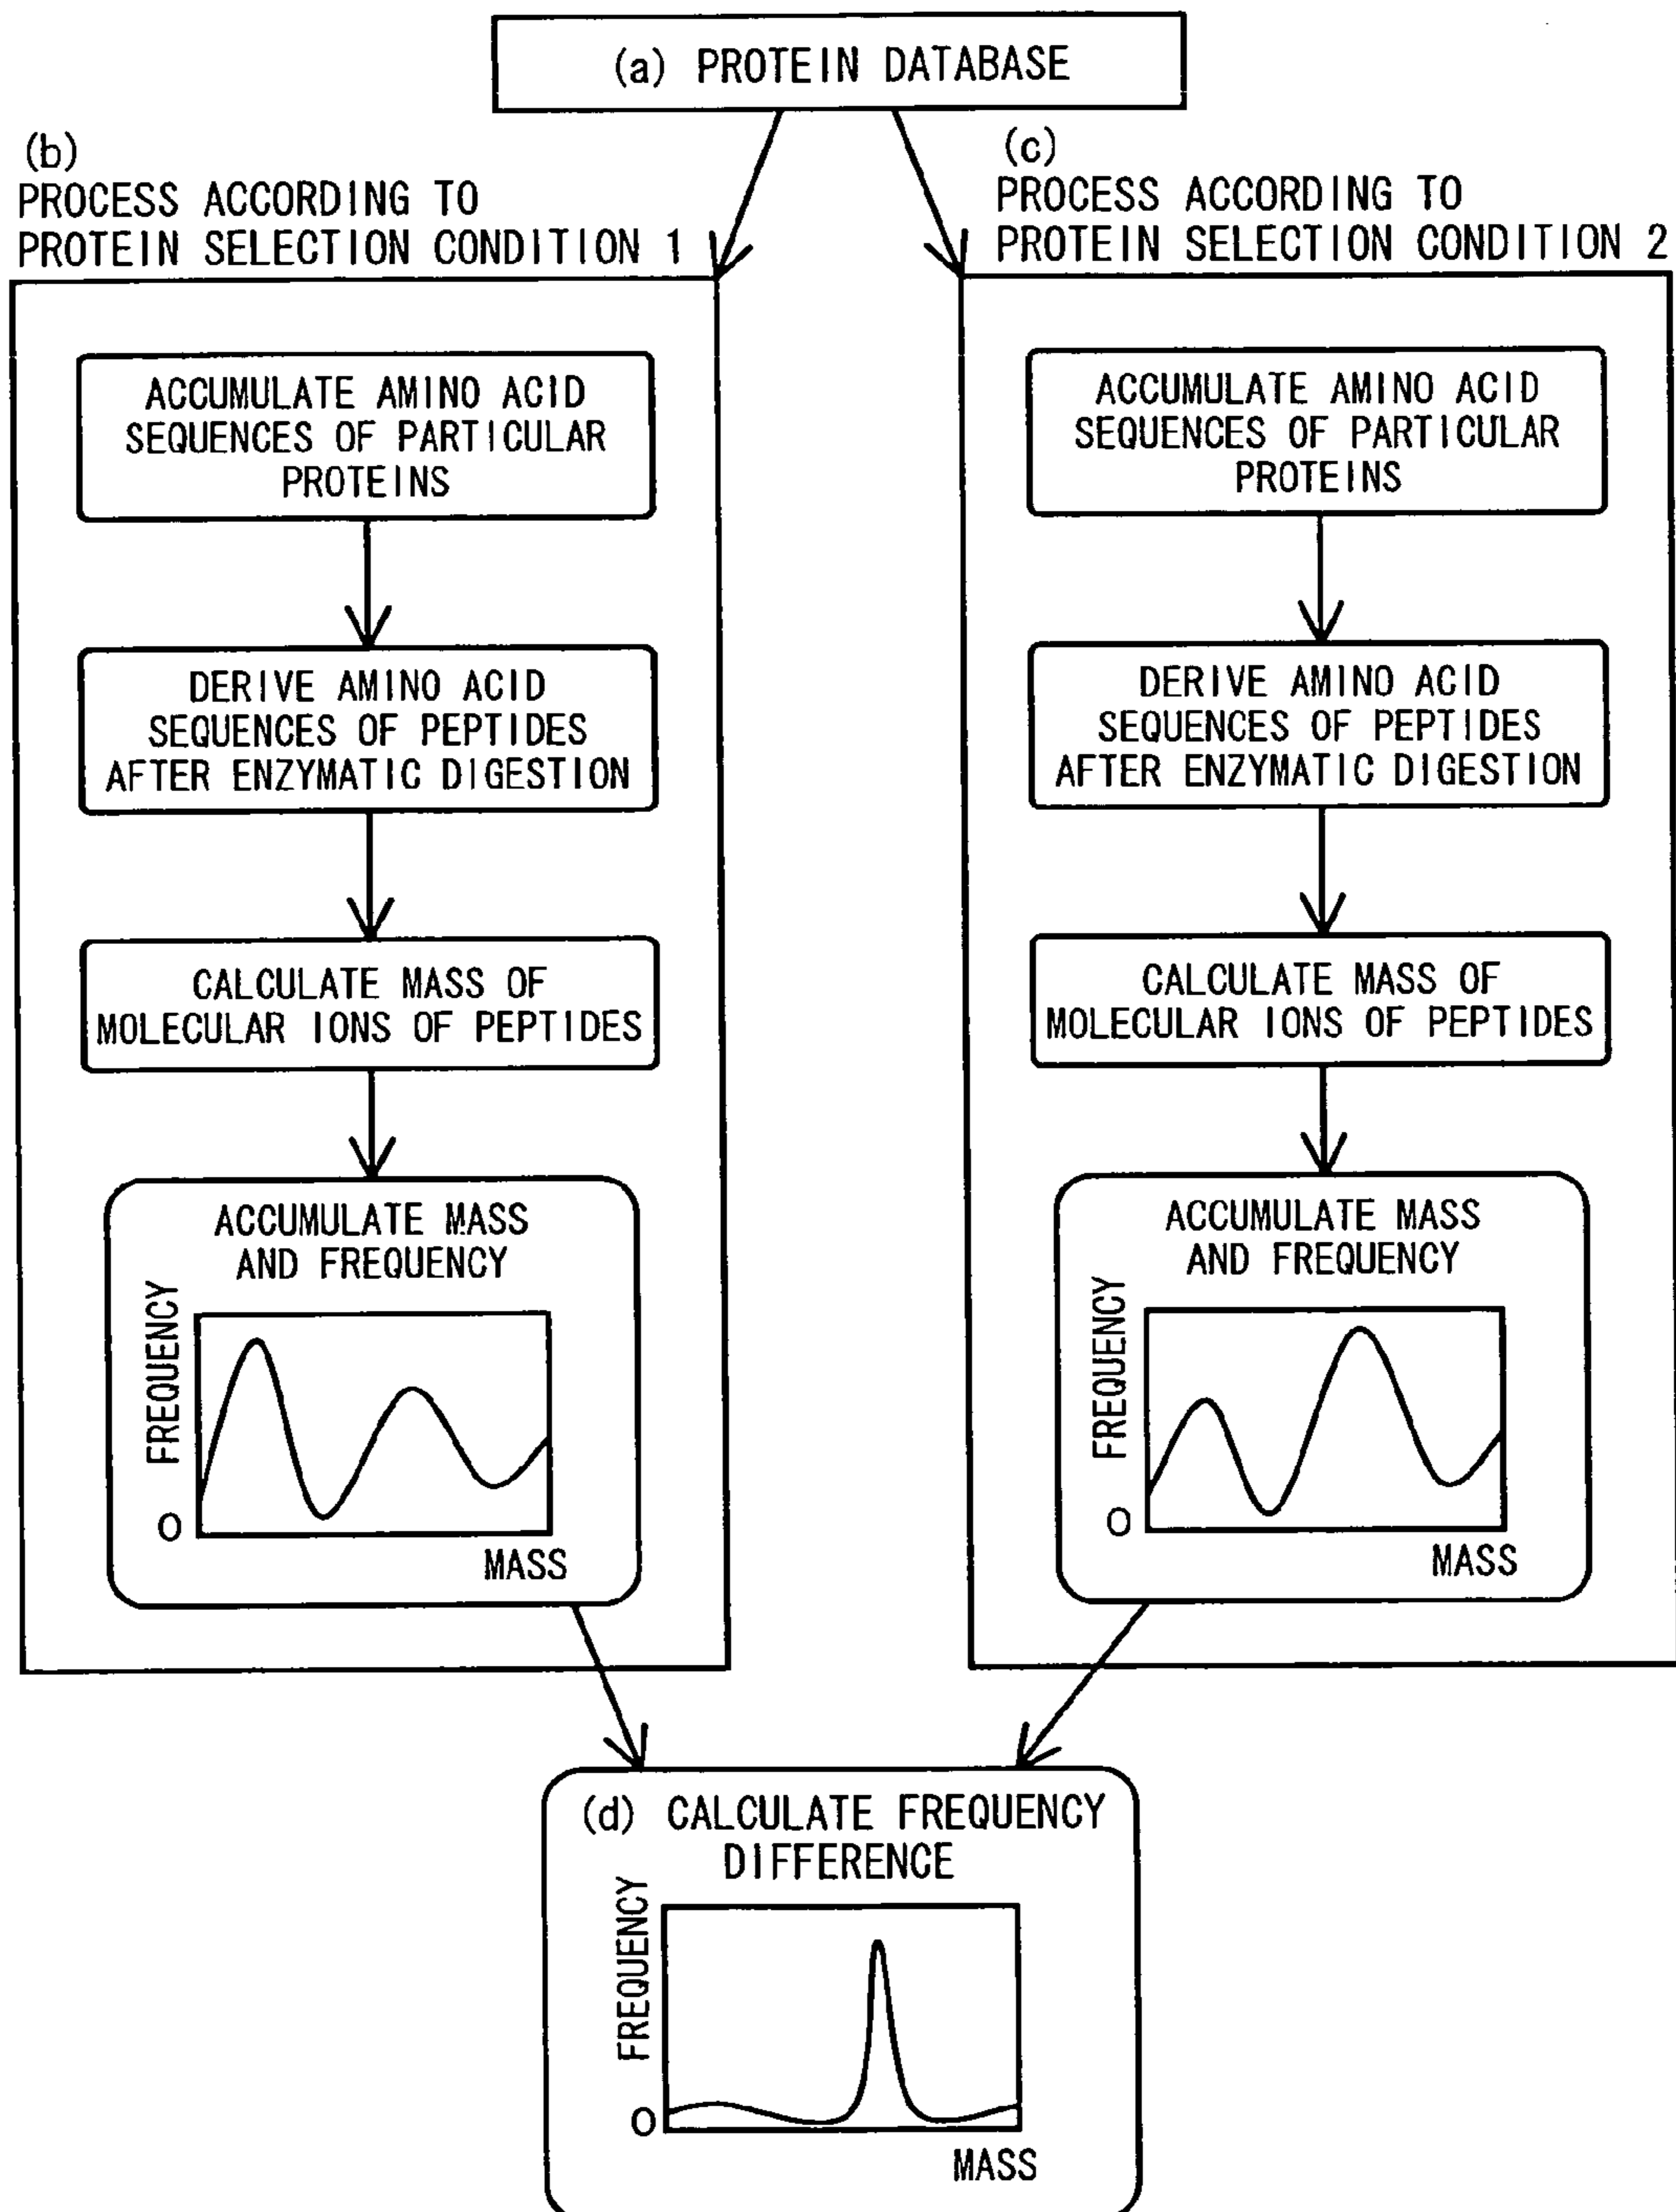 (a) PROTEIN DATABASE
(b)
PROCESS ACCORDING TO
PROTEIN SELECTION CONDITION 1
ACCUMULATE AMINO ACID
SEQUENCES OF PARTICULAR
PROTEINS
DERIVE AMINO ACID
SEQUENCES OF PEPTIDES
AFTER ENZYMATIC DIGESTION
CALCULATE MASS OF
MOLECULAR IONS OF PEPTIDES
ACCUMULATE MASS
AND FREQUENCY
FREQUENCY
0
MASS
(c)
PROCESS ACCORDING TO
PROTEIN SELECTION CONDITION 2
ACCUMULATE AMINO ACID
SEQUENCES OF PARTICULAR
PROTEINS
DERIVE AMINO ACID
SEQUENCES OF PEPTIDES
AFTER ENZYMATIC DIGESTION
CALCULATE MASS OF
MOLECULAR IONS OF PEPTIDES
ACCUMULATE MASS
AND FREQUENCY
FREQUENCY
0
MASS
(d) CALCULATE FREQUENCY
DIFFERENCE
FREQUENCY
0
MASS